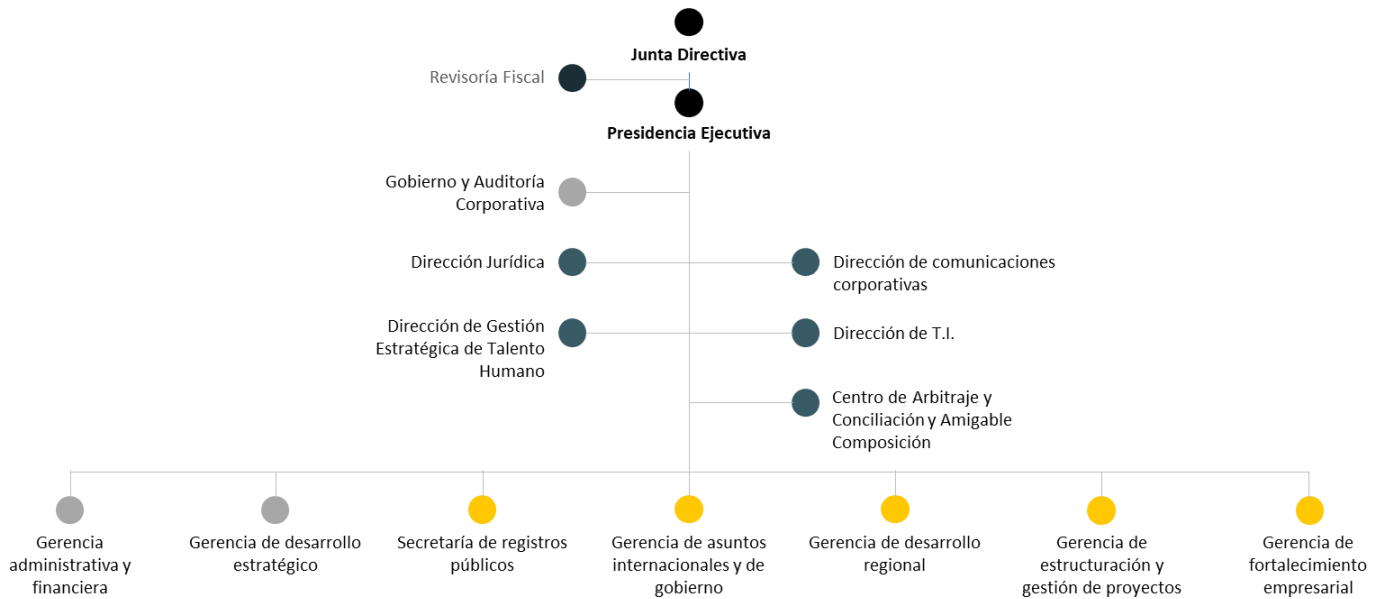 Junta Directiva
Revisoría Fiscal
Presidencia Ejecutiva
Gobierno y Auditoría
Corporativa
Dirección Jurídica
Dirección de comunicaciones
corporativas
Dirección de Gestión
Estratégica de Talento
Humano
Dirección de T.I.
Centro de Arbitraje y
Conciliación y Amigable
Composición
Gerencia
administrativa y
financiera
Gerencia de desarrollo
estratégico
Secretaría de registros
públicos
Gerencia de asuntos
internacionales y de
gobierno
Gerencia de desarrollo
regional
Gerencia de
estructuración y
gestión de proyectos
Gerencia de
fortalecimiento
empresarial